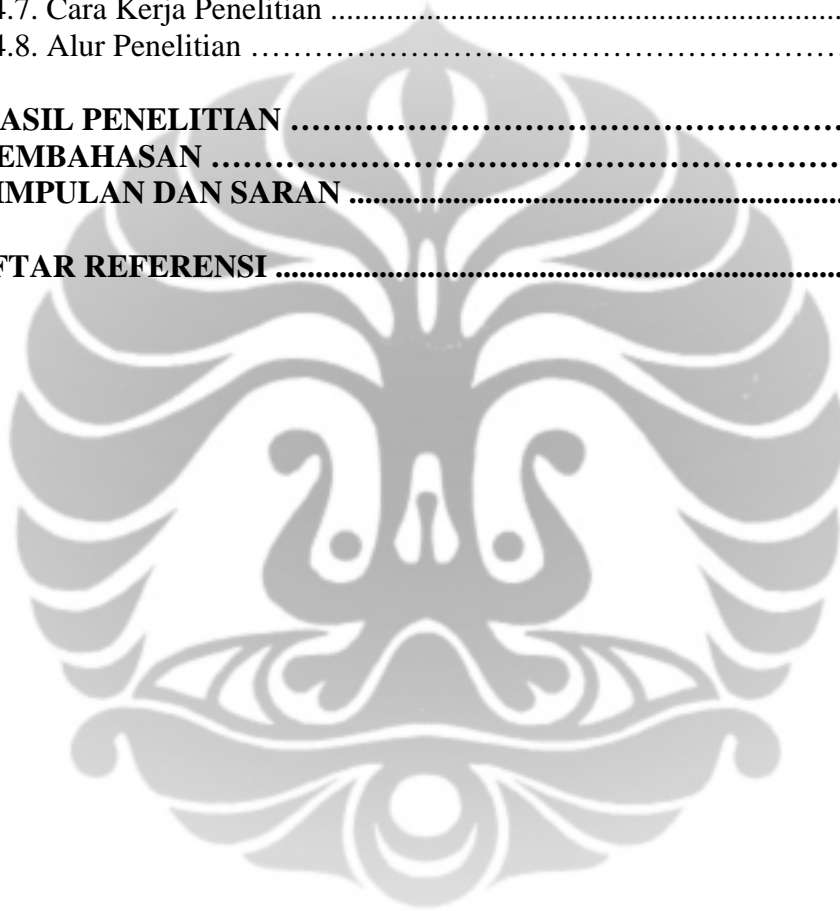 4.7. Cara Kerja Penelitian ................................................................
4.8. Alur Penelitian ………………………………………………
ASIL PENELITIAN ………………………………………………
EMBAHASAN ………………………………………………………
IMPULAN DAN SARAN ................................................................
FTAR REFERENSI ................................................................